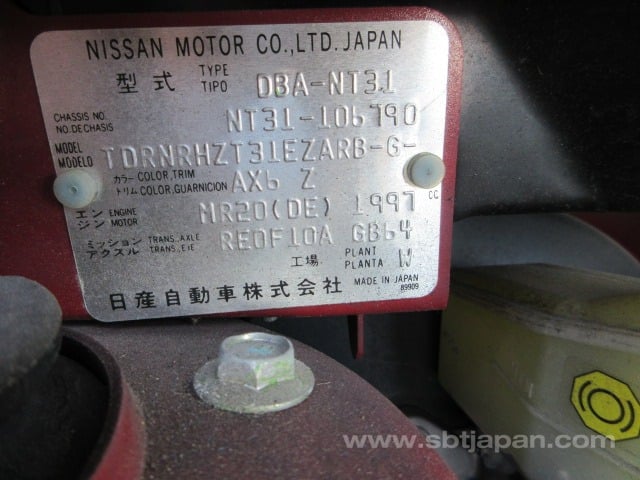 NISSAN MOTOR CO.,LTD. JAPAN
型式 TYPE TIPO DBA-NT31
CHASSIS NO. NO.DE CHASIS NT31-106790
MODEL MODELO TDRNRHZT31EZARB-G-
カラー トリム COLOR,TRIM COLOR,GUARNICION AX6 Z
エンジン ENGINE MOTOR MR20(DE) 1997 CC
ミッション アクスル TRANS.,AXLE TRANS.,EJE RE0F10A GB64
工場 PLANT PLANTA W
日産自動車株式会社 MADE IN JAPAN
89909
www.sbtjapan.com